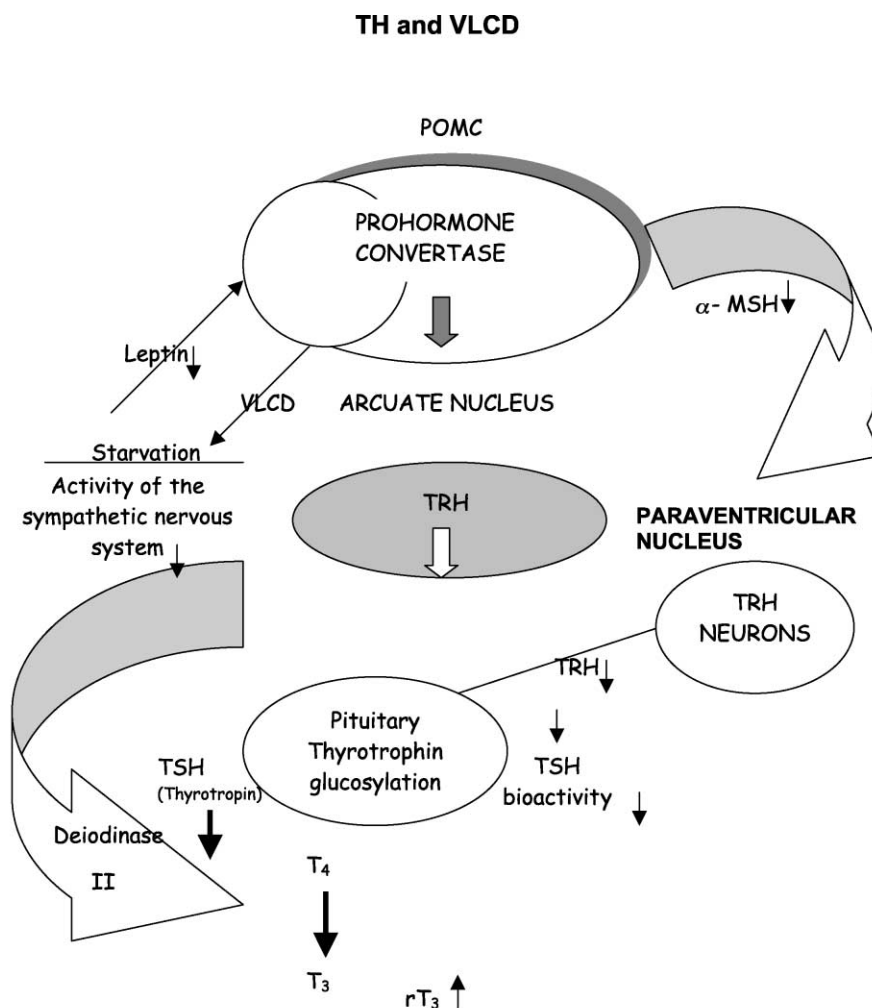 TH and VLCD
POMC
PROHORMONE
CONVERTASE
α- MSH
Leptin
VLCD
ARCUATE NUCLEUS
Starvation
Activity of the
sympathetic nervous
system
TRH
PARAVENTRICULAR
NUCLEUS
TRH
NEURONS
TRH
Pituitary
Thyrotrophin
glucosylation
TSH
bioactivity
TSH
(Thyrotropin)
Deiodinase
II
T₄
T₃
rT₃